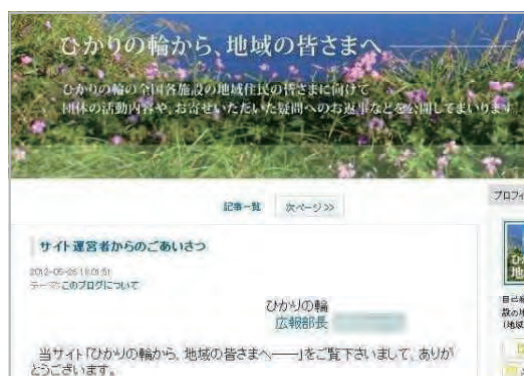 ひかりの輪から、地域の皆さまへ
ひかりの輪の全国各施設の地域住民の皆さまに向けて
団体の活動内容や、お寄せいただいた疑問へのお返事などを公開してまいります
記事一覧
次ページ>>
プロフィ
サイト運営者からのごあいさつ
テーマ:このブログについて
ひかりの輪
広報部長
当サイト「ひかりの輪から、地域の皆さまへ――」をご覧下さいまして、ありが
とうございます。